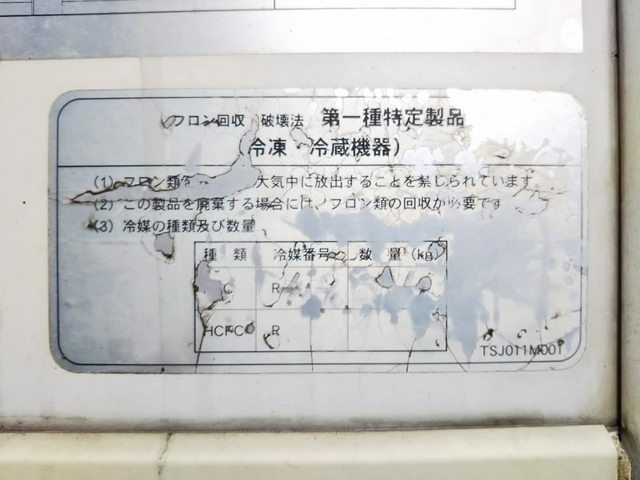 フロン回収 破壊法 第一種特定製品
(冷凍・冷蔵機器)
(1) フロン類 大気中に放出することを禁じられています
(2) この製品を廃棄する場合には、フロン類の回収が必要です
(3) 冷媒の種類及び数量
種 類 冷媒番号 数 量 (kg)
C R
HCFC R
TSJ011M001